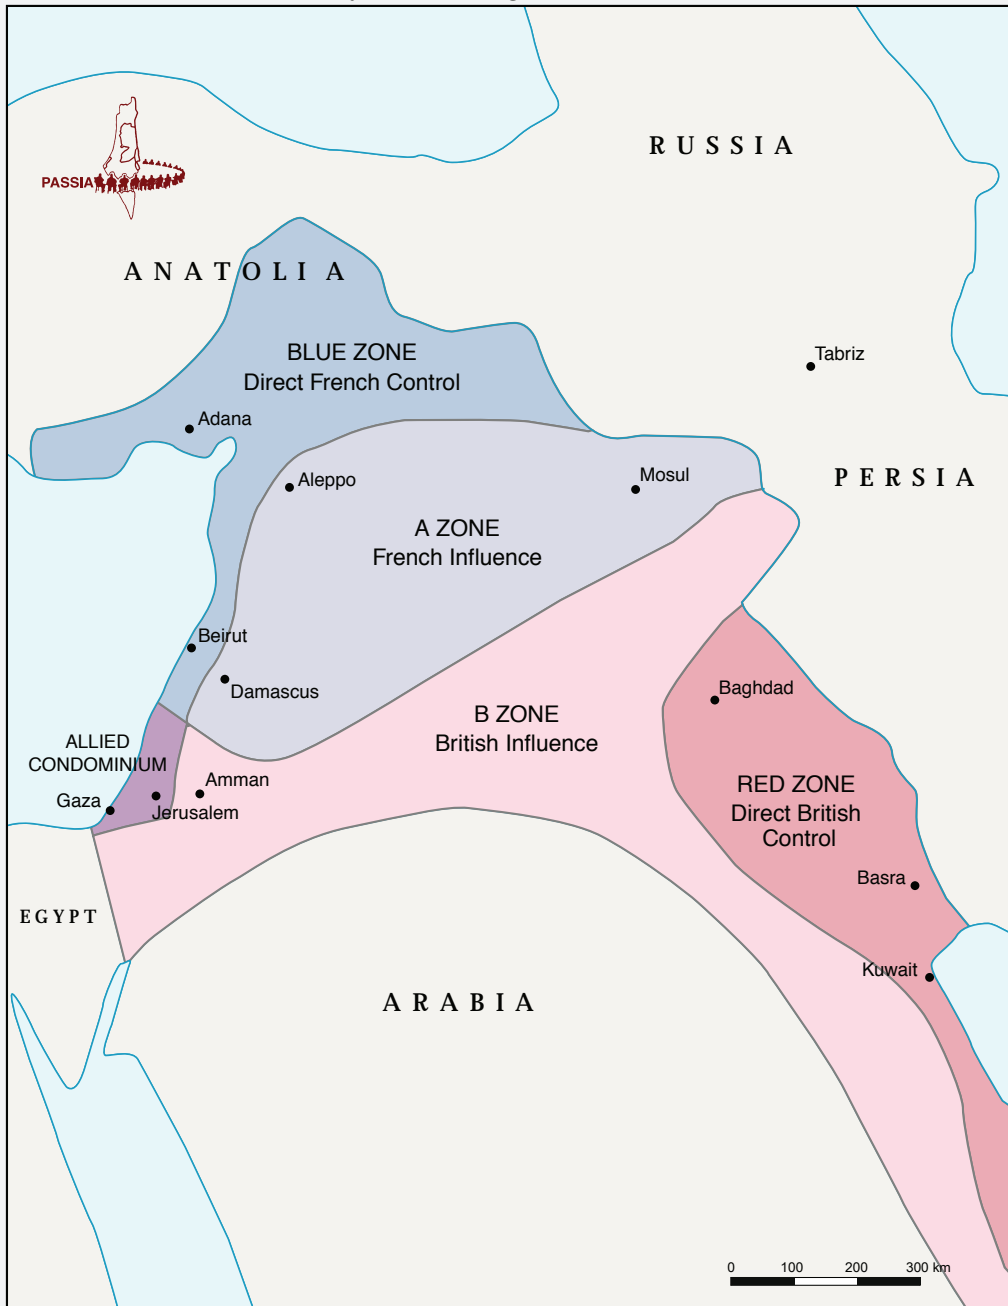 RUSSIA
PASSIA
ANATOLIA
BLUE ZONE
Direct French Control
Tabriz
Adana
Aleppo
Mosul
PERSIA
A ZONE
French Influence
Beirut
Damascus
Baghdad
B ZONE
British Influence
ALLIED
CONDOMINIUM
Amman
Gaza
Jerusalem
RED ZONE
Direct British
Control
Basra
EGYPT
Kuwait
ARABIA
0 100 200 300 km